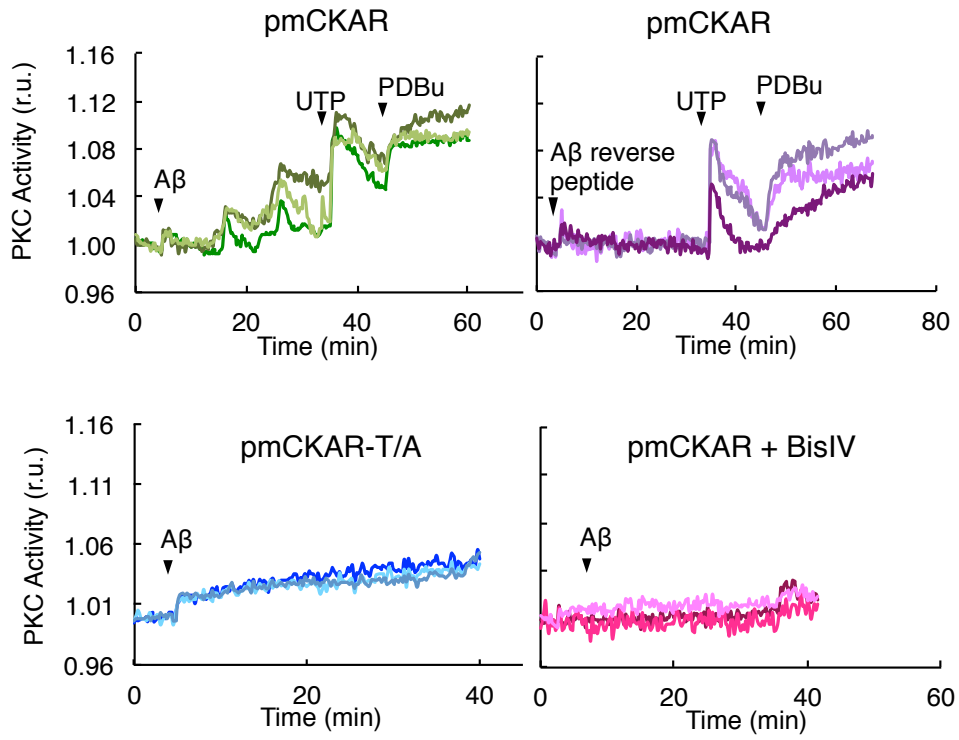 pmCKAR
PKC Activity (r.u.)
1.16
1.12
1.08
1.04
1.00
0.96
Aβ
UTP
PDBu
0
20
40
60
Time (min)
pmCKAR
Aβ reverse
peptide
UTP
PDBu
0
20
40
60
80
Time (min)
pmCKAR-T/A
PKC Activity (r.u.)
1.16
1.11
1.06
1.01
0.96
Aβ
0
20
40
Time (min)
pmCKAR + BisIV
Aβ
0
20
40
60
Time (min)